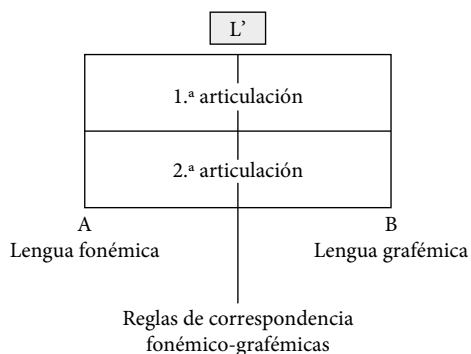 L’
1.ª articulación
2.ª articulación
A
B
Lengua fonémica
Lengua grafémica
Reglas de correspondencia
fonémico-grafémicas